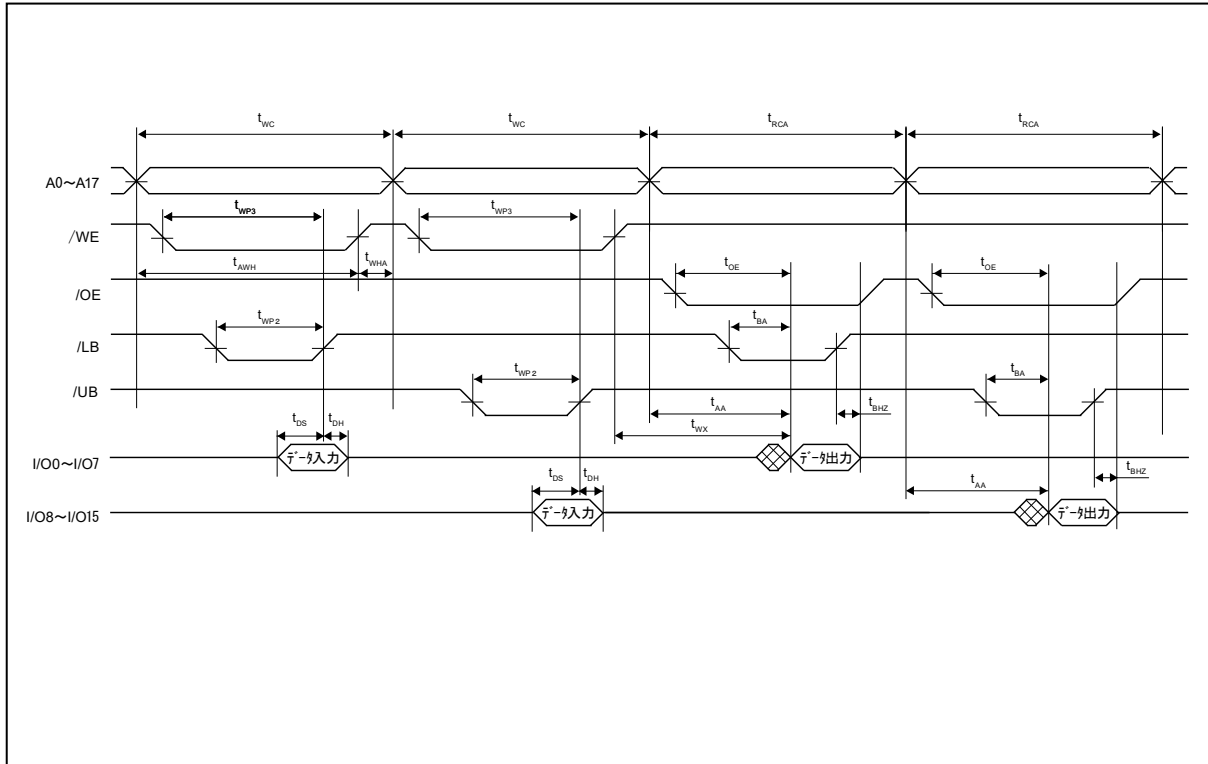 tWC tWC tRCA tRCA
A0～A17
tWP3 tWP3
/WE
tAWH tWHA tOE tOE
/OE
tWP2 tBA
/LB
tWP2 tBA
/UB
tDS tDH tAA tBHZ
tWX
I/O0～I/O7 データ入力 データ出力
tDS tDH tAA tBHZ
I/O8～I/O15 データ入力 データ出力